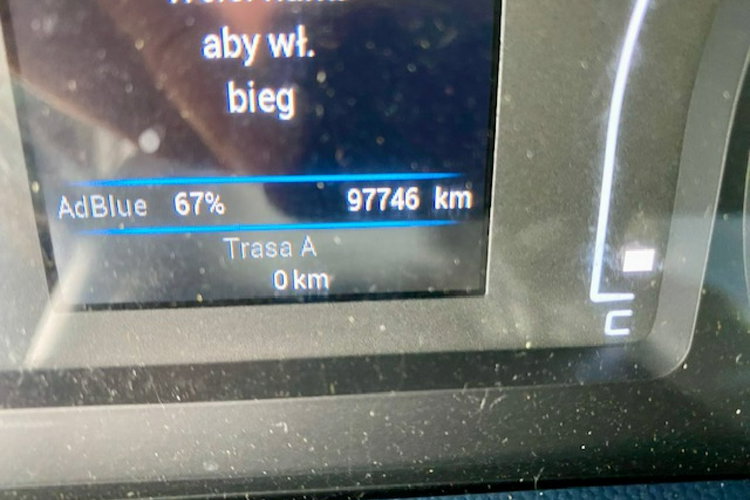 aby wł.
bieg
AdBlue 67% 97746 km
Trasa A
0 km
C